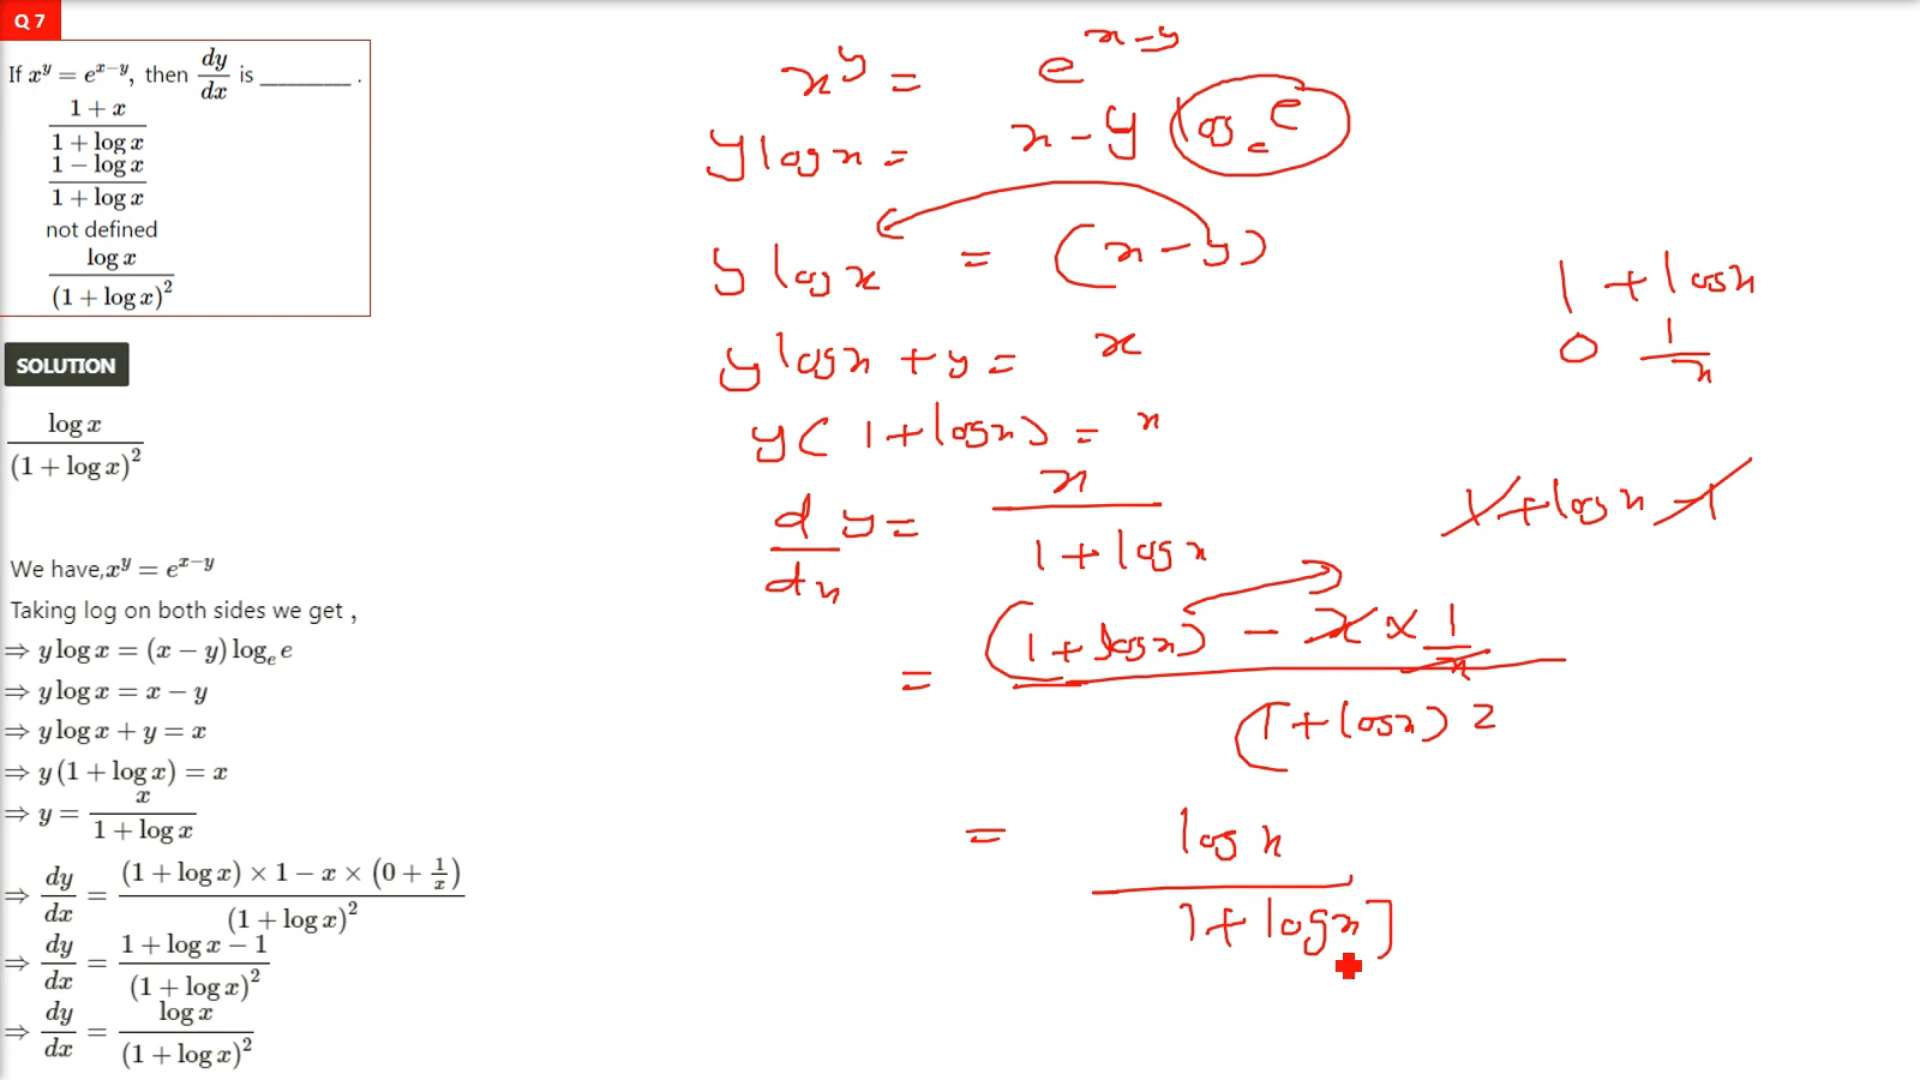 Q 7
If x^y = e^{x−y}, then dy/dx is ________ .
(1 + x)/(1 + log x)
(1 − log x)/(1 + log x)
not defined
log x/(1 + log x)²
SOLUTION
log x/(1 + log x)²
We have,x^y = e^{x−y}
Taking log on both sides we get ,
⇒ y log x = (x − y) log_e e
⇒ y log x = x − y
⇒ y log x + y = x
⇒ y (1 + log x) = x
⇒ y = x/(1 + log x)
⇒ dy/dx = ((1 + log x) × 1 − x × (0 + 1/x))/(1 + log x)²
⇒ dy/dx = (1 + log x − 1)/(1 + log x)²
⇒ dy/dx = log x/(1 + log x)²
x^y = e^{x−y}
y log x = x − y log_e e
y log x = (x − y)
y log x + y = x
y( 1 + log x) = x
d/dx y = x/(1 + log x)
= ((1 + log x) − x × 1/x)/(1 + log x)2
= log x/1 + log x]
1 + log x
0 1/x
1 + log x − 1